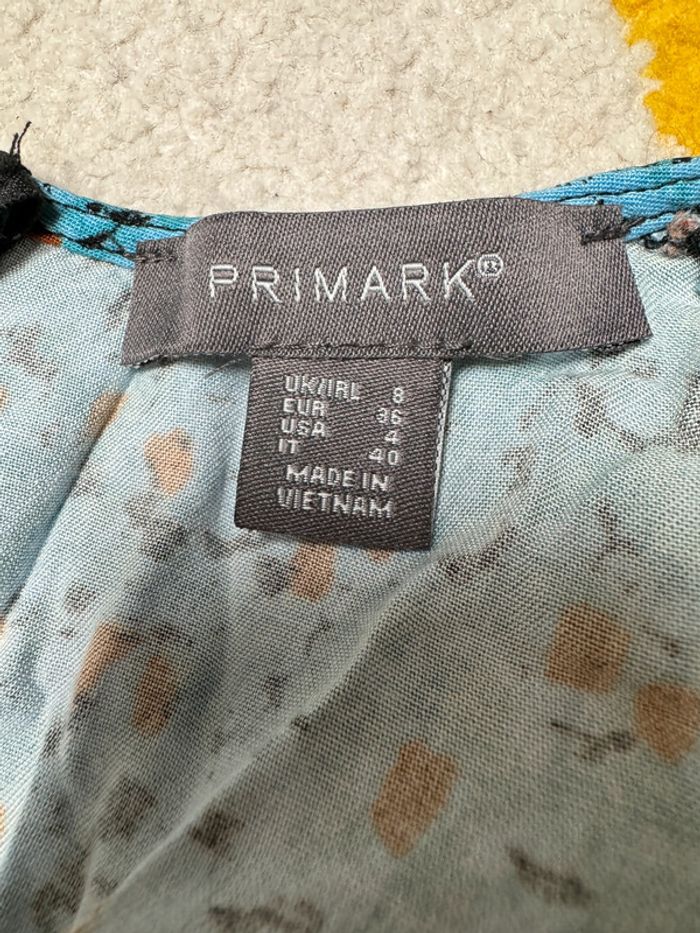 PRIMARK®
UK/IRL 8
EUR 36
USA 4
IT 40
MADE IN
VIETNAM